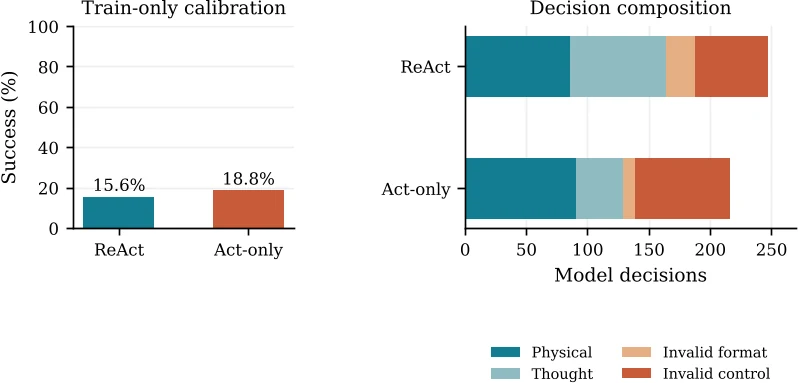 Train-only calibration
Success (%)
100
80
60
40
20
0
15.6%
18.8%
ReAct
Act-only
Decision composition
ReAct
Act-only
0 50 100 150 200 250
Model decisions
Physical
Thought
Invalid format
Invalid control